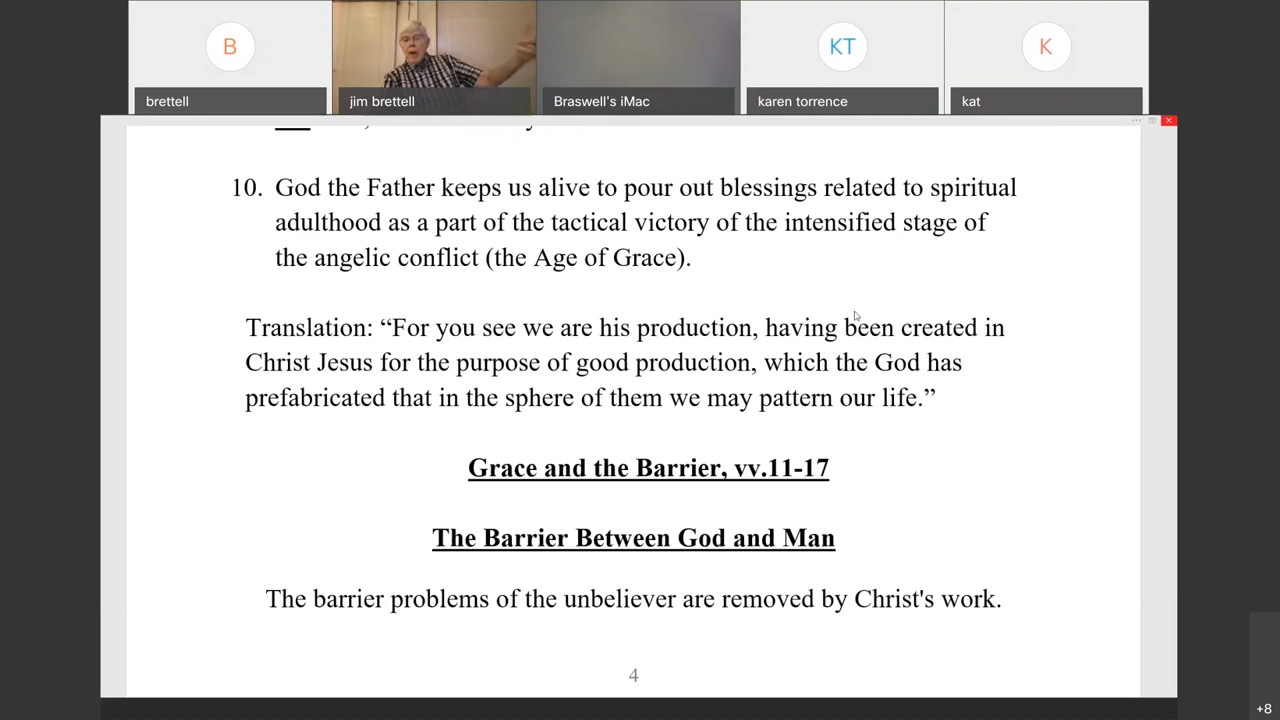 B
KT
K
brettell
jim brettell
Braswell's iMac
karen torrence
kat
10. God the Father keeps us alive to pour out blessings related to spiritual
adulthood as a part of the tactical victory of the intensified stage of
the angelic conflict (the Age of Grace).
Translation: “For you see we are his production, having been created in
Christ Jesus for the purpose of good production, which the God has
prefabricated that in the sphere of them we may pattern our life.”
Grace and the Barrier, vv.11-17
The Barrier Between God and Man
The barrier problems of the unbeliever are removed by Christ's work.
4
+8